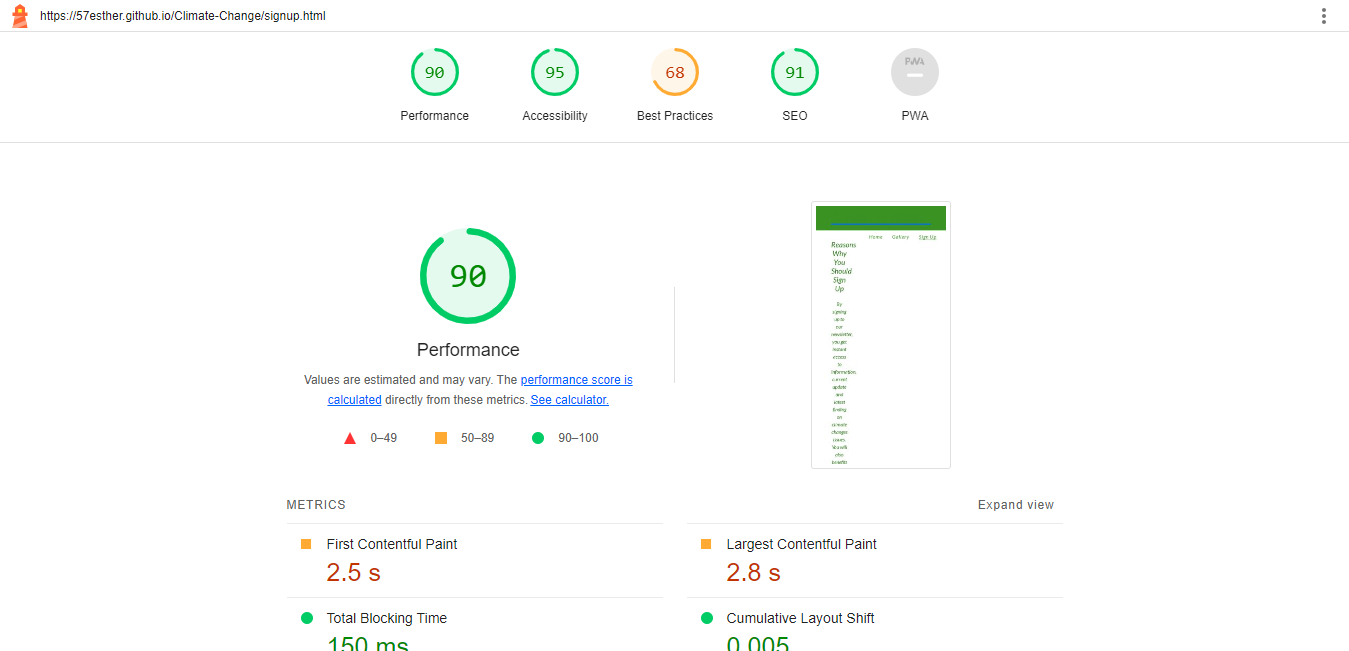 https://57esther.github.io/Climate-Change/signup.html
90
95
68
91
PWA
Performance
Accessibility
Best Practices
SEO
PWA
90
Performance
Values are estimated and may vary. The performance score is
calculated directly from these metrics. See calculator.
0–49
50–89
90–100
Home Gallery Sign Up
Reasons
Why
You
Should
Sign
Up
By
signing
up to
our
newsletter,
you get
instant
access
to
information,
current
update
and
latest
finding
on
climate
changes
issues.
You will
also
benefits
METRICS
Expand view
First Contentful Paint
2.5 s
Largest Contentful Paint
2.8 s
Total Blocking Time
150 ms
Cumulative Layout Shift
0.005